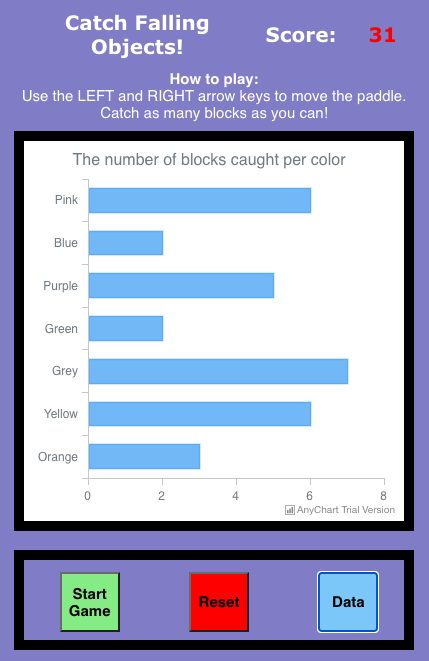 Catch Falling
Objects!
Score: 31
How to play:
Use the LEFT and RIGHT arrow keys to move the paddle.
Catch as many blocks as you can!
The number of blocks caught per color
Pink
Blue
Purple
Green
Grey
Yellow
Orange
0 2 4 6 8
AnyChart Trial Version
Start
Game
Reset
Data